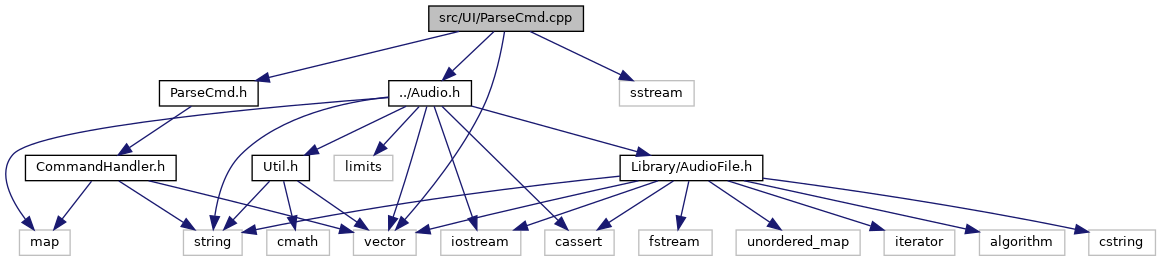 src/UI/ParseCmd.cpp
ParseCmd.h
../Audio.h
sstream
CommandHandler.h
Util.h
limits
Library/AudioFile.h
map
string
cmath
vector
iostream
cassert
fstream
unordered_map
iterator
algorithm
cstring